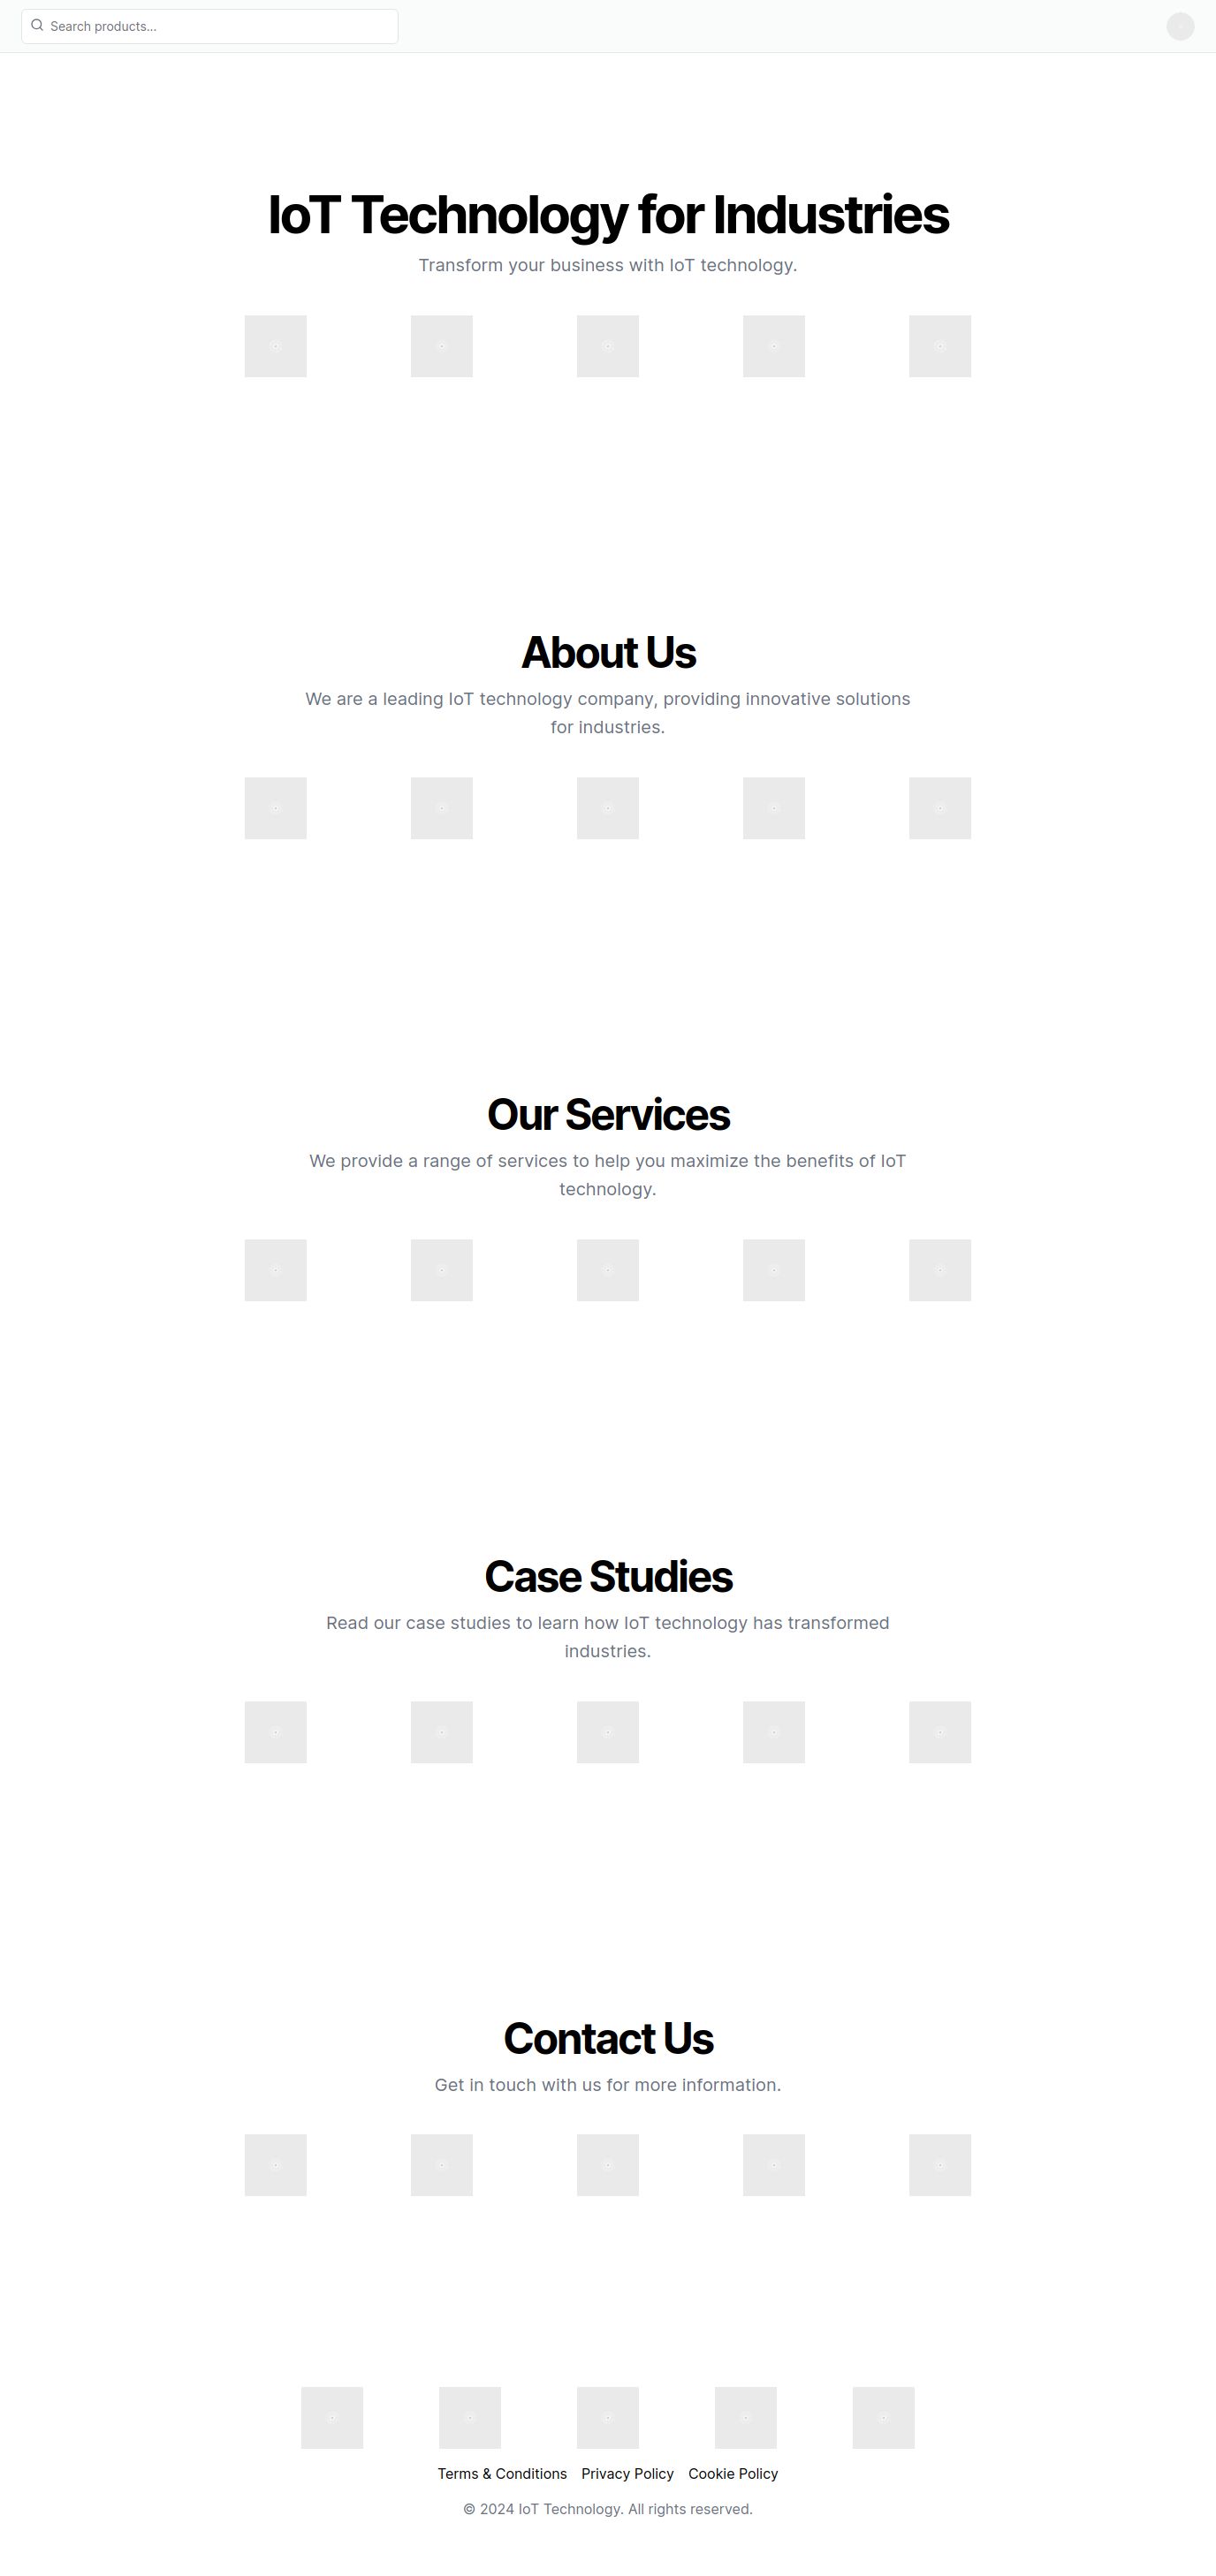 Search products...
IoT Technology for Industries
Transform your business with IoT technology.
About Us
We are a leading IoT technology company, providing innovative solutions
for industries.
Our Services
We provide a range of services to help you maximize the benefits of IoT
technology.
Case Studies
Read our case studies to learn how IoT technology has transformed
industries.
Contact Us
Get in touch with us for more information.
Terms & Conditions Privacy Policy Cookie Policy
© 2024 IoT Technology. All rights reserved.